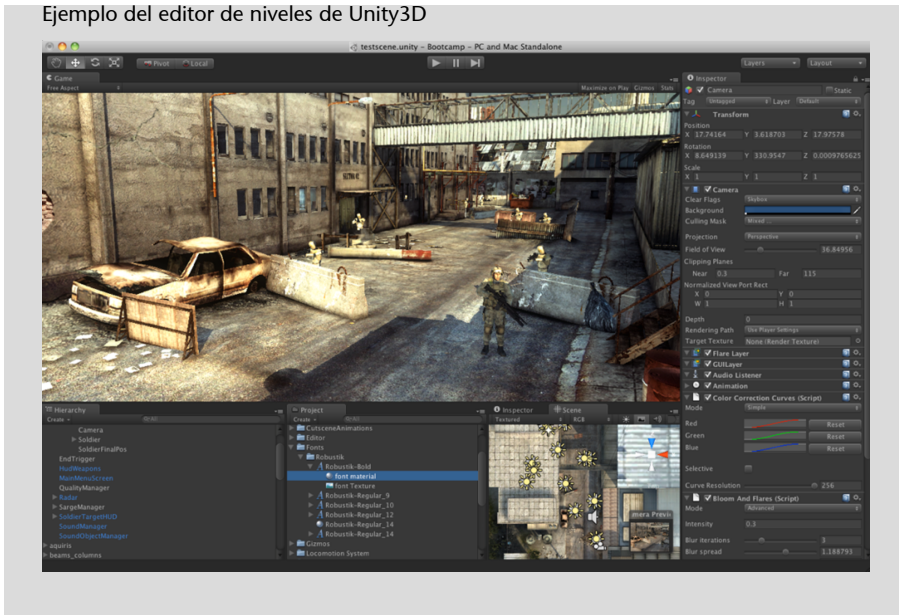 Ejemplo del editor de niveles de Unity3D
testscene.unity - Bootcamp - PC and Mac Standalone
Pivot Local
Layers Layout
Game
Free Aspect Maximize on Play Gizmos Stats
Inspector
Camera Static
Tag Untagged Layer Default
Transform
Position
X 17.74164 Y 3.618703 Z 17.97578
Rotation
X 8.649139 Y 330.9547 Z 0.0009765625
Scale
X 1 Y 1 Z 1
Camera
Clear Flags Skybox
Background
Culling Mask Mixed ...
Projection Perspective
Field of View 36.84956
Clipping Planes
Near 0.3 Far 115
Normalized View Port Rect
X 0 Y 0
W 1 H 1
Depth 0
Rendering Path Use Player Settings
Target Texture None (Render Texture)
Flare Layer
GUILayer
Audio Listener
Animation
Color Correction Curves (Script)
Mode Simple
Red Reset
Green Reset
Blue Reset
Selective
Curve Resolution 256
Bloom And Flares (Script)
Mode Advanced
Intensity 0.3
Blur iterations 3
Blur spread 1.188793
Hierarchy
Create All
Camera
Soldier
SoldierFinalPos
EndTrigger
HudWeapons
MainMenuScreen
QualityManager
Radar
SargeManager
SoldierTargetHUD
SoundManager
SoundObjectManager
aquiris
beams_columns
Project
Create All
CutsceneAnimations
Editor
Fonts
Robustik
Robustik-Bold
font material
font Texture
Robustik-Regular_9
Robustik-Regular_10
Robustik-Regular_12
Robustik-Regular_14
Robustik-Regular_14
Gizmos
Locomotion System
Inspector Scene
Textured RGB
mera Previ